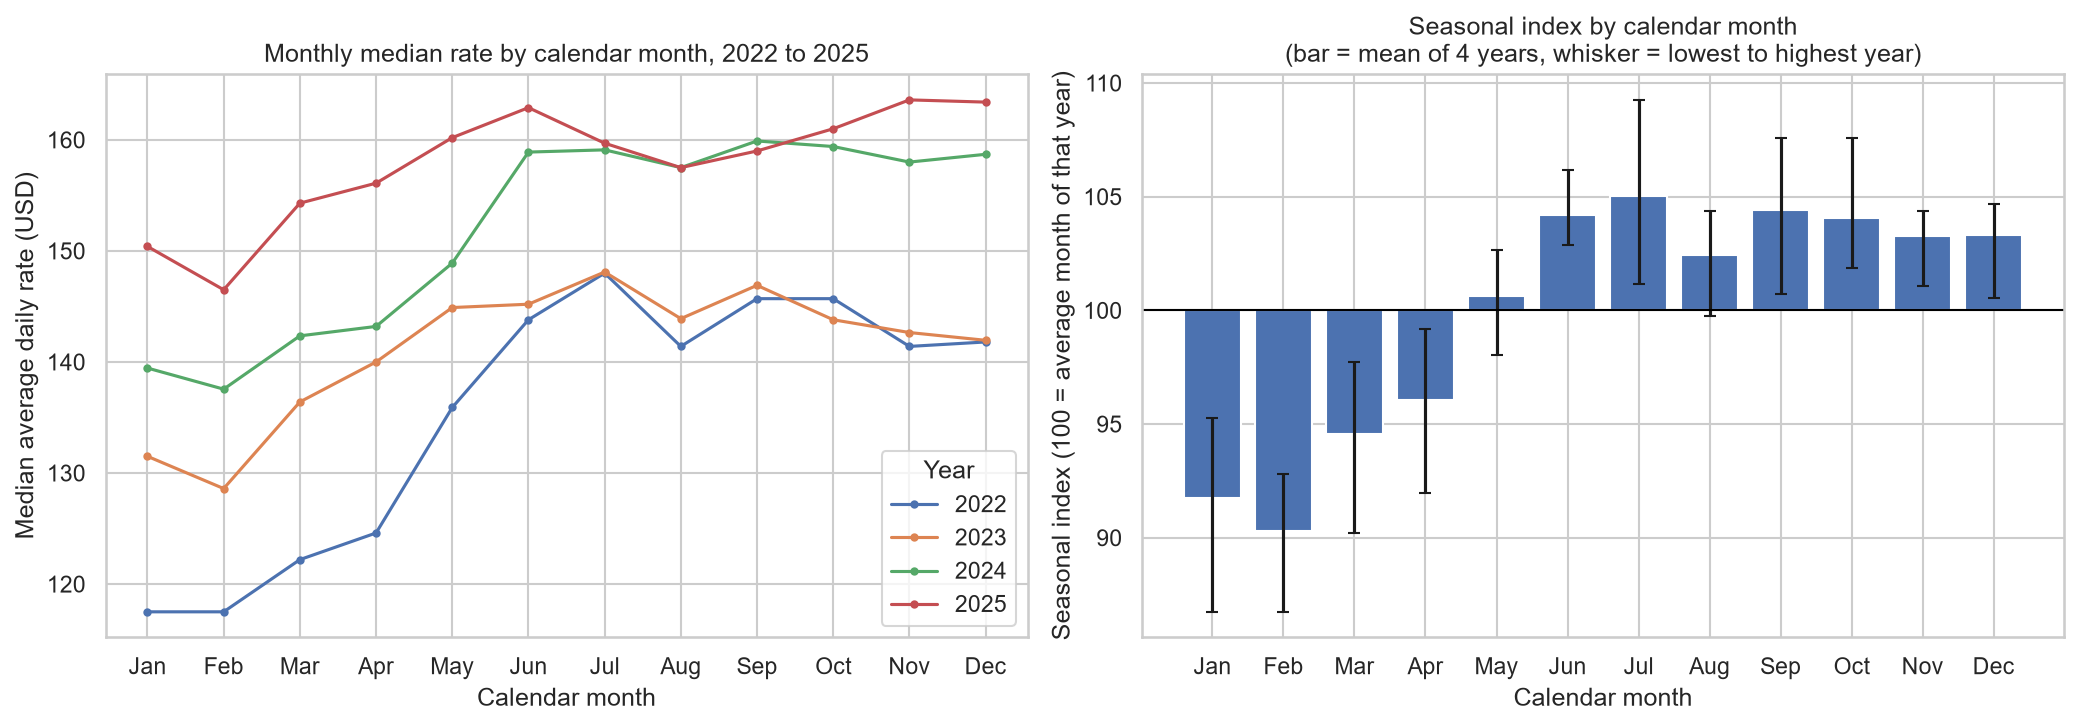 Monthly median rate by calendar month, 2022 to 2025
Median average daily rate (USD)
160
150
140
130
120
Jan Feb Mar Apr May Jun Jul Aug Sep Oct Nov Dec
Calendar month
Year
2022
2023
2024
2025
Seasonal index by calendar month
(bar = mean of 4 years, whisker = lowest to highest year)
Seasonal index (100 = average month of that year)
110
105
100
95
90
Jan Feb Mar Apr May Jun Jul Aug Sep Oct Nov Dec
Calendar month